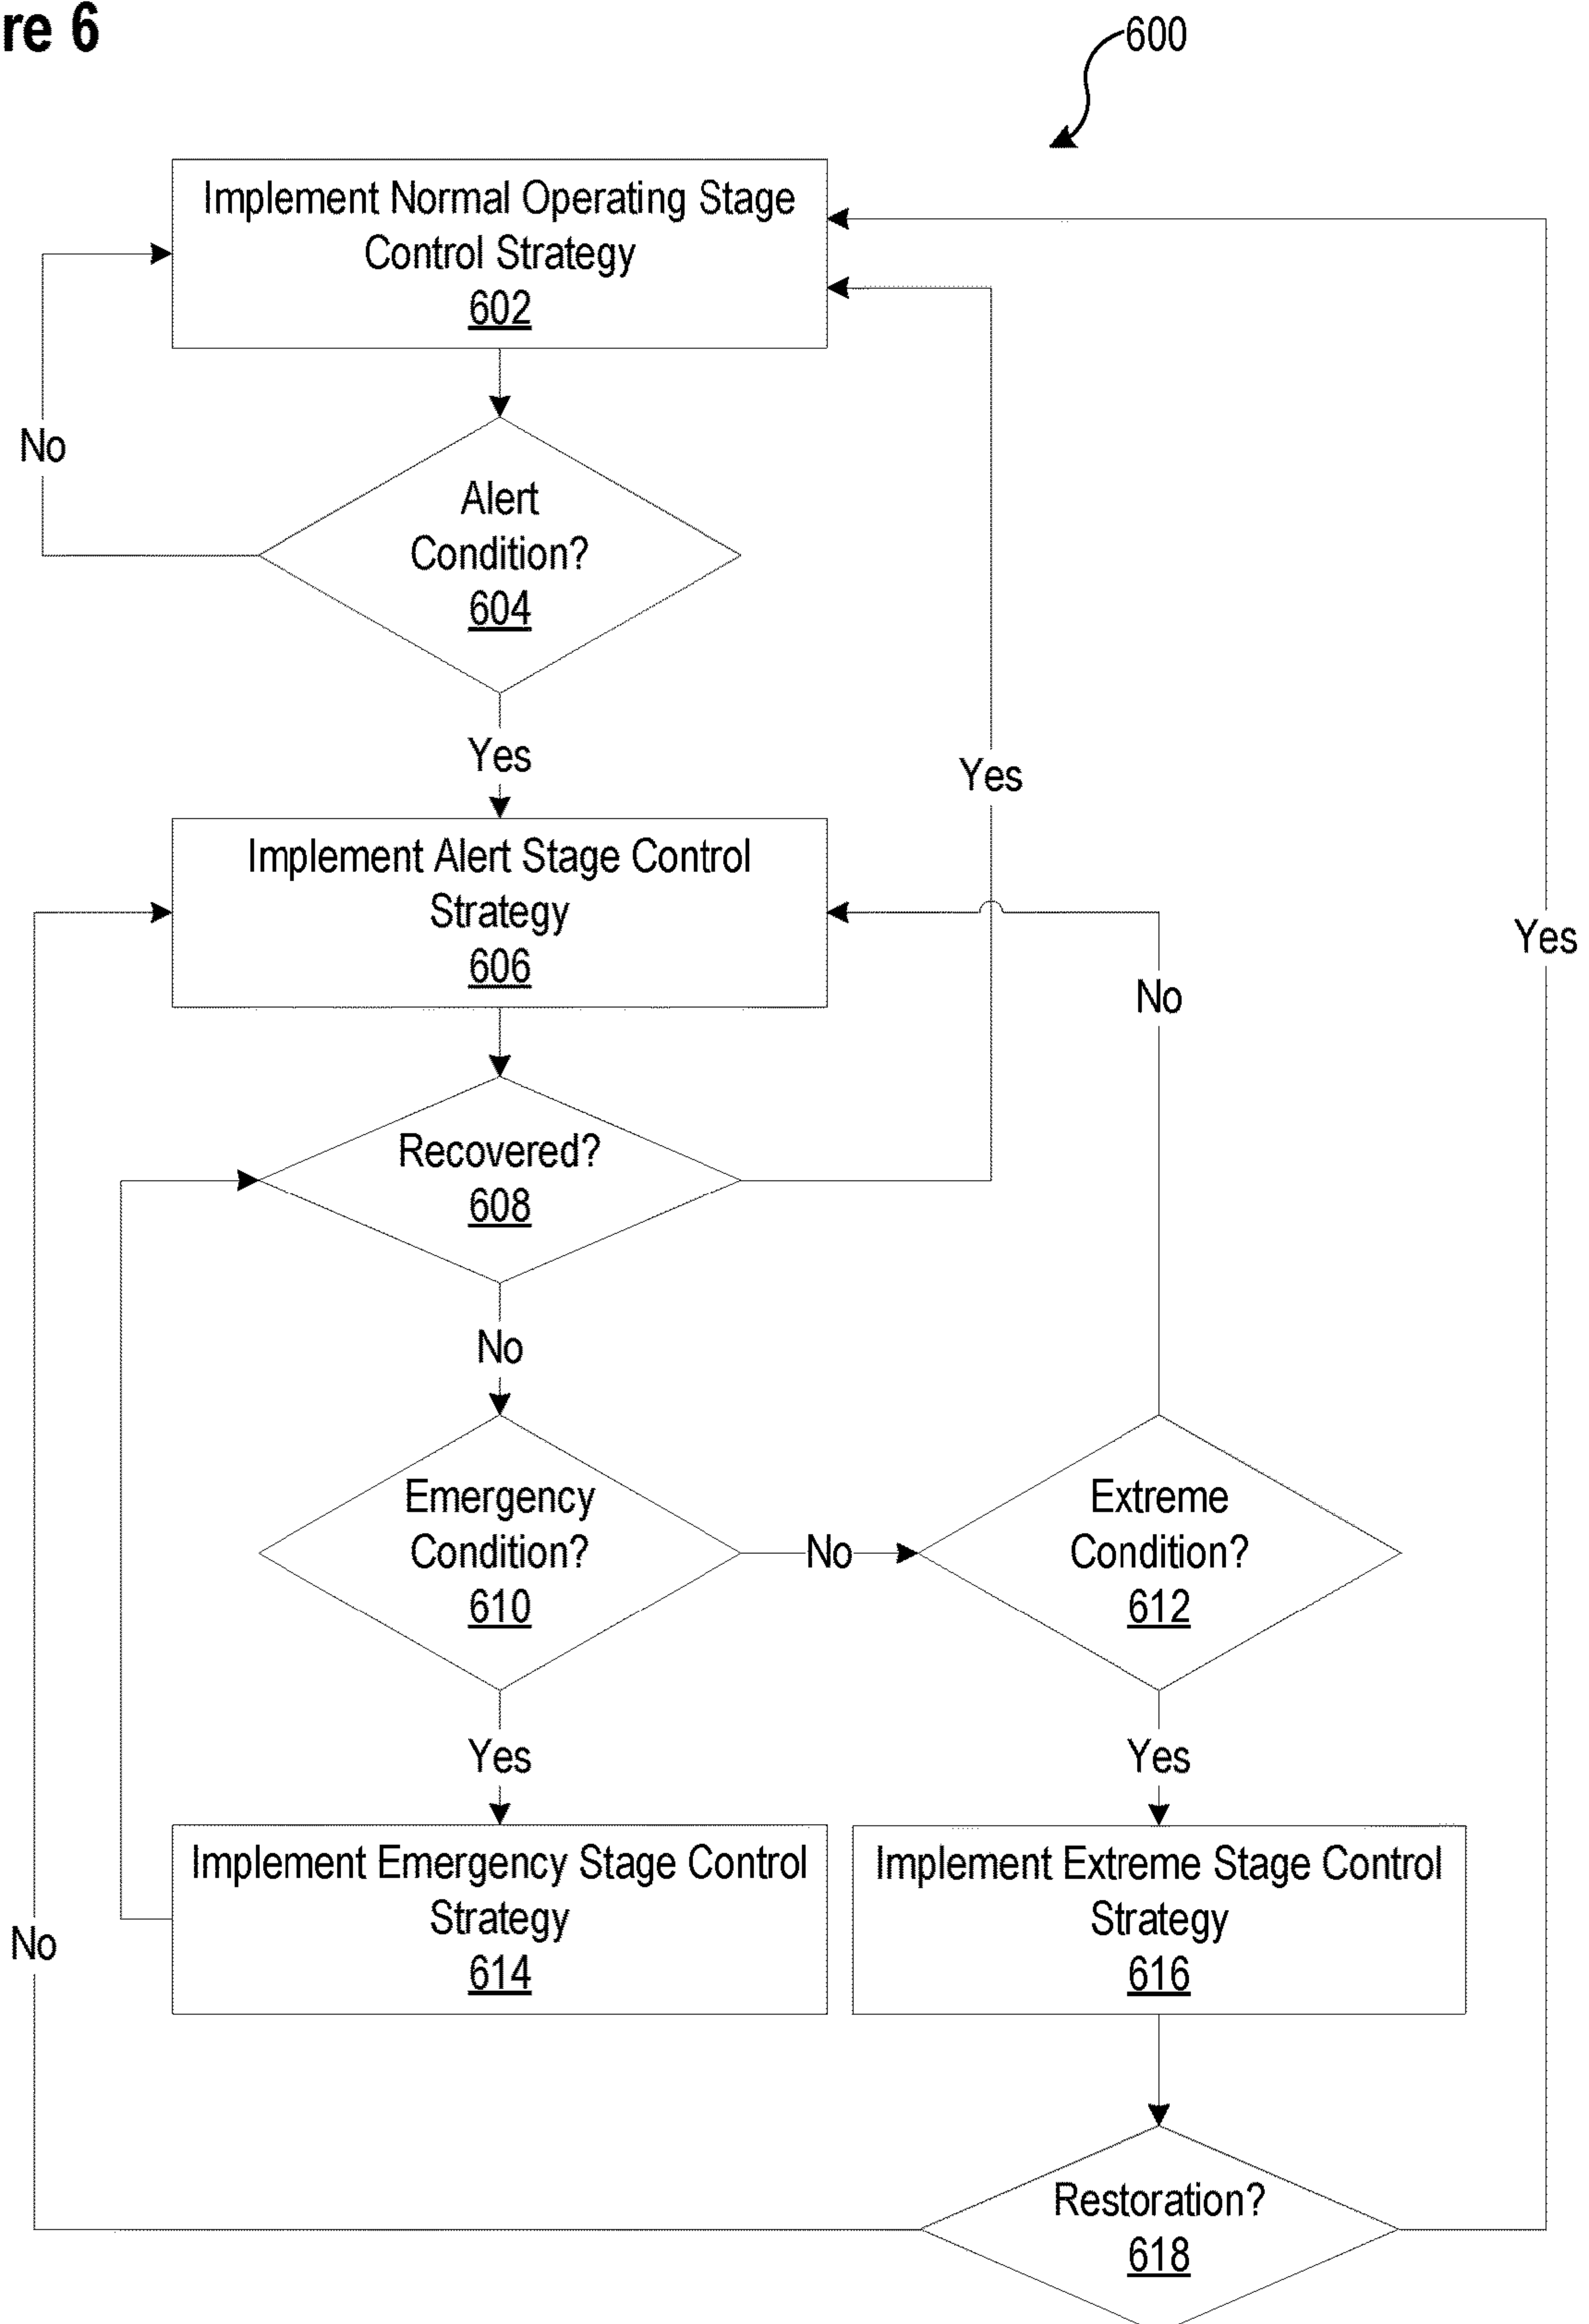 re 6
600
Implement Normal Operating Stage
Control Strategy
602
No
Alert
Condition?
604
Yes
Yes
Implement Alert Stage Control
Strategy
606
Yes
No
Recovered?
608
No
Emergency
Condition?
610
No
Extreme
Condition?
612
Yes
Yes
Implement Emergency Stage Control
Strategy
614
Implement Extreme Stage Control
Strategy
616
No
Restoration?
618